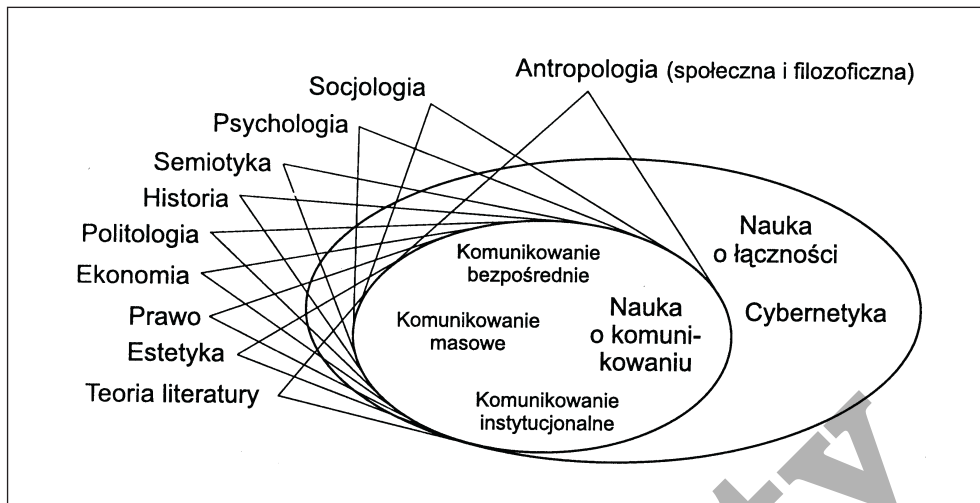 Antropologia (społeczna i filozoficzna)
Socjologia
Psychologia
Semiotyka
Historia
Politologia
Ekonomia
Prawo
Estetyka
Teoria literatury
Komunikowanie
bezpośrednie
Komunikowanie
masowe
Nauka
o komuni-
kowaniu
Komunikowanie
instytucjonalne
Nauka
o łączności
Cybernetyka